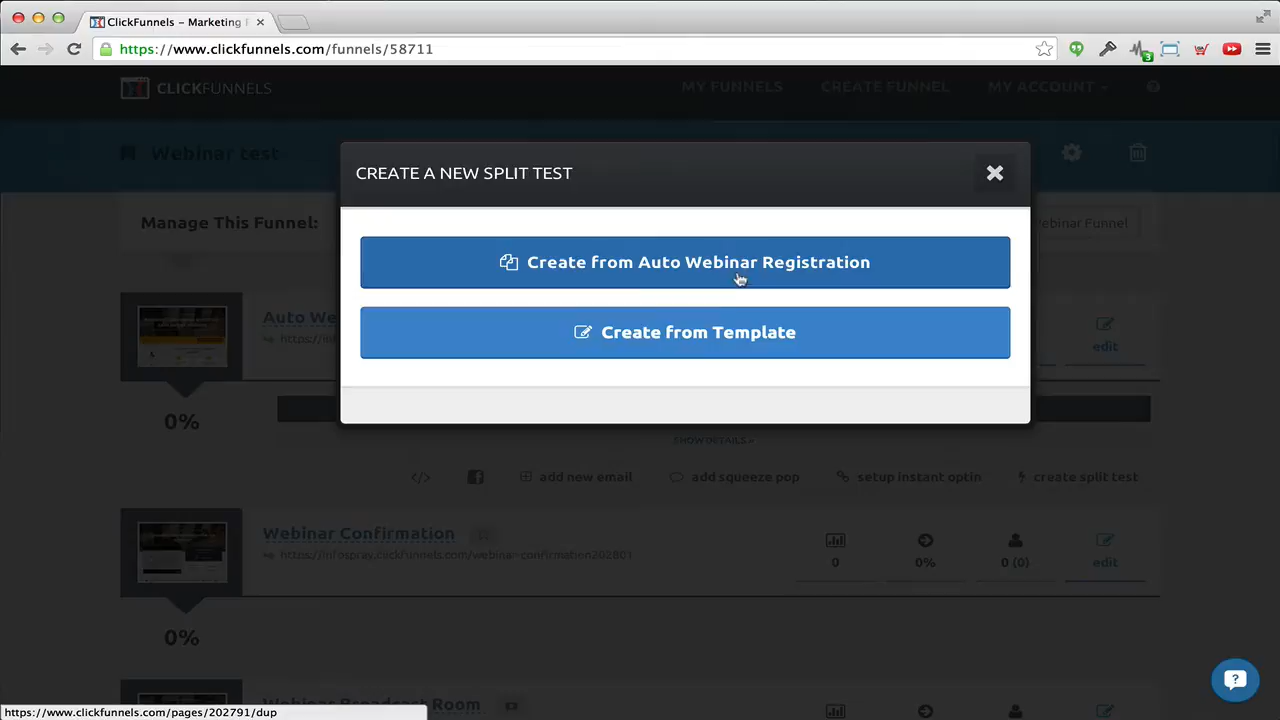 ClickFunnels – Marketing
https://www.clickfunnels.com/funnels/58711
3
CLICKFUNNELS
MY FUNNELS
CREATE FUNNEL
MY ACCOUNT
Webinar test
CREATE A NEW SPLIT TEST
Manage This Funnel:
ebinar Funnel
Create from Auto Webinar Registration
Create from Template
Auto We
https://inf
edit
0%
SHOW DETAILS
add new email
add squeeze pop
setup instant optin
create split test
Webinar Confirmation
https://infospray.clickfunnels.com/webinar-confirmation202801
0
0%
0 (0)
edit
0%
Webinar Broadcast Room
https://www.clickfunnels.com/pages/202791/dup